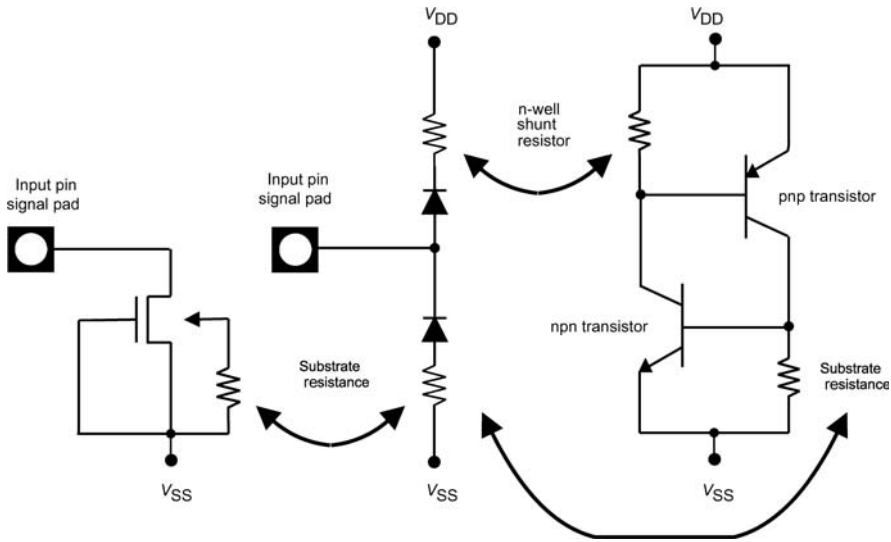 VDD
VDD
n-well
shunt
resistor
Input pin
signal pad
Input pin
signal pad
pnp transistor
npn transistor
Substrate
resistance
Substrate
resistance
VSS
VSS
VSS